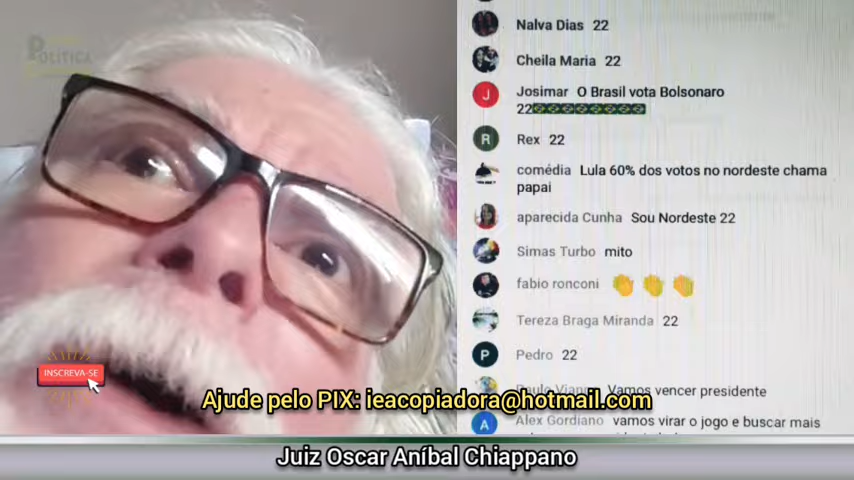 POLÍTICA
Nalva Dias 22
Cheila Maria 22
Josimar O Brasil vota Bolsonaro
22
Rex 22
comédia Lula 60% dos votos no nordeste chama
papai
aparecida Cunha Sou Nordeste 22
Simas Turbo mito
fabio ronconi
Tereza Braga Miranda 22
Pedro 22
Paulo Viana Vamos vencer presidente
Alex Gordiano vamos virar o jogo e buscar mais
INSCREVA-SE
Ajude pelo PIX: ieacopiadora@hotmail.com
Juiz Oscar Aníbal Chiappano